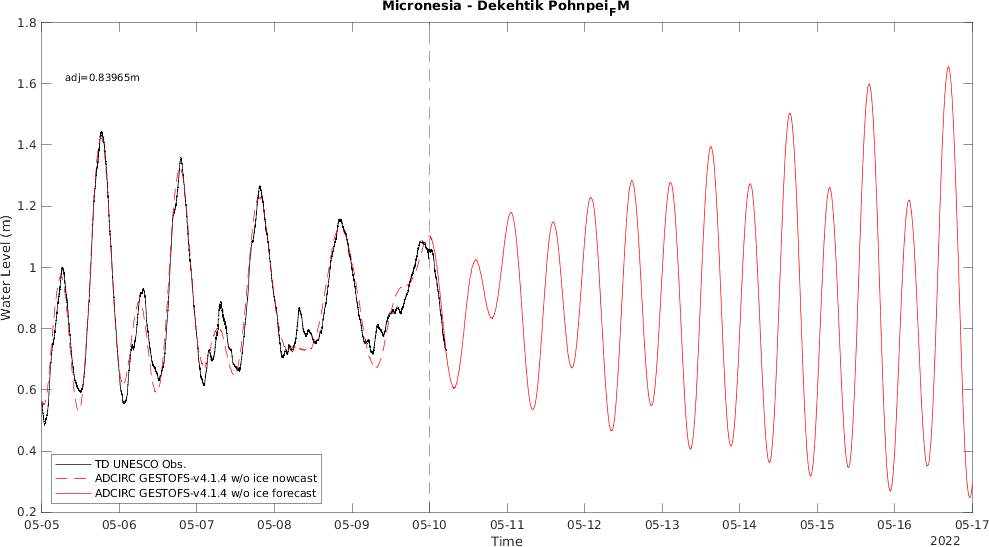 Micronesia - Dekehtik Pohnpei_FM
1.8
1.6
1.4
1.2
1
0.8
0.6
0.4
0.2
Water Level (m)
adj=0.83965m
TD UNESCO Obs.
ADCIRC GESTOFS-v4.1.4 w/o ice nowcast
ADCIRC GESTOFS-v4.1.4 w/o ice forecast
05-05 05-06 05-07 05-08 05-09 05-10 05-11 05-12 05-13 05-14 05-15 05-16 05-17
Time
2022